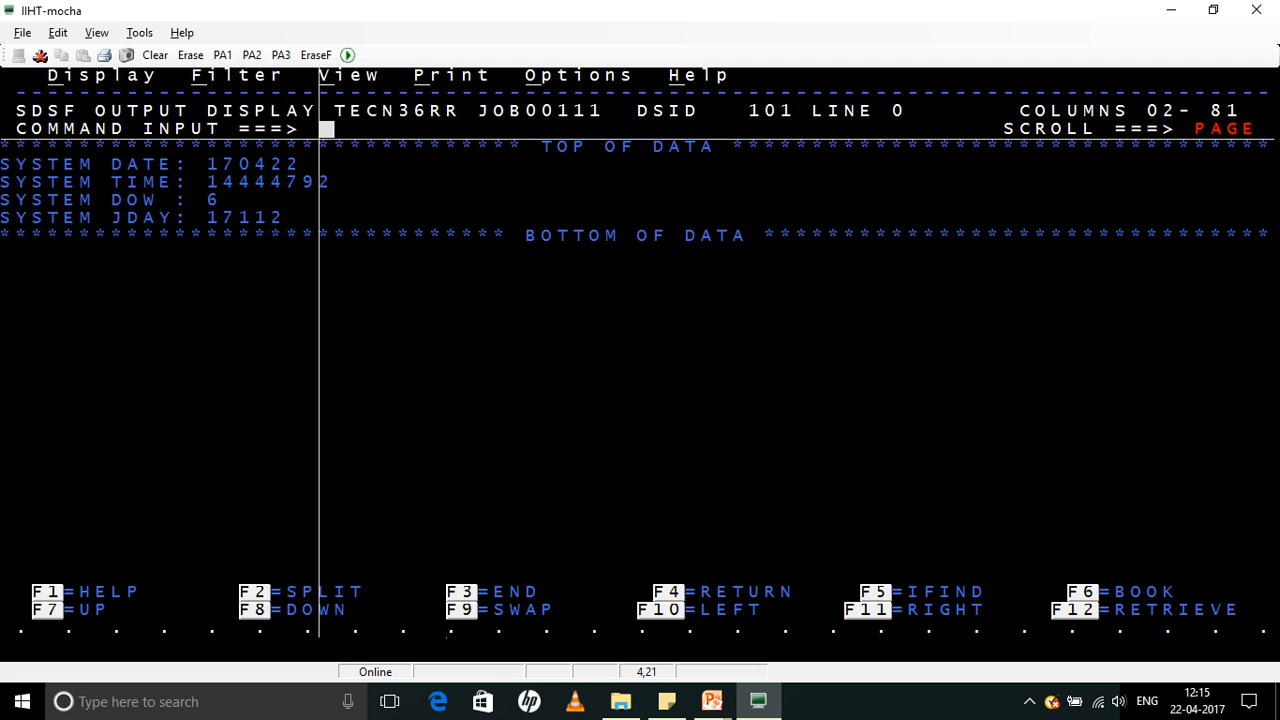 IIHT-mocha
File Edit View Tools Help
Clear Erase PA1 PA2 PA3 EraseF
Display Filter View Print Options Help
--------------------------------------------------------------------------------
SDSF OUTPUT DISPLAY TECN36RR JOB00111 DSID 101 LINE 0 COLUMNS 02- 81
COMMAND INPUT ===> SCROLL ===> PAGE
********************************* TOP OF DATA **********************************
SYSTEM DATE: 170422
SYSTEM TIME: 14444792
SYSTEM DOW : 6
SYSTEM JDAY: 17112
******************************** BOTTOM OF DATA ********************************
F1=HELP F2=SPLIT F3=END F4=RETURN F5=IFIND F6=BOOK
F7=UP F8=DOWN F9=SWAP F10=LEFT F11=RIGHT F12=RETRIEVE
Online 4,21
Type here to search
ENG
12:15
22-04-2017